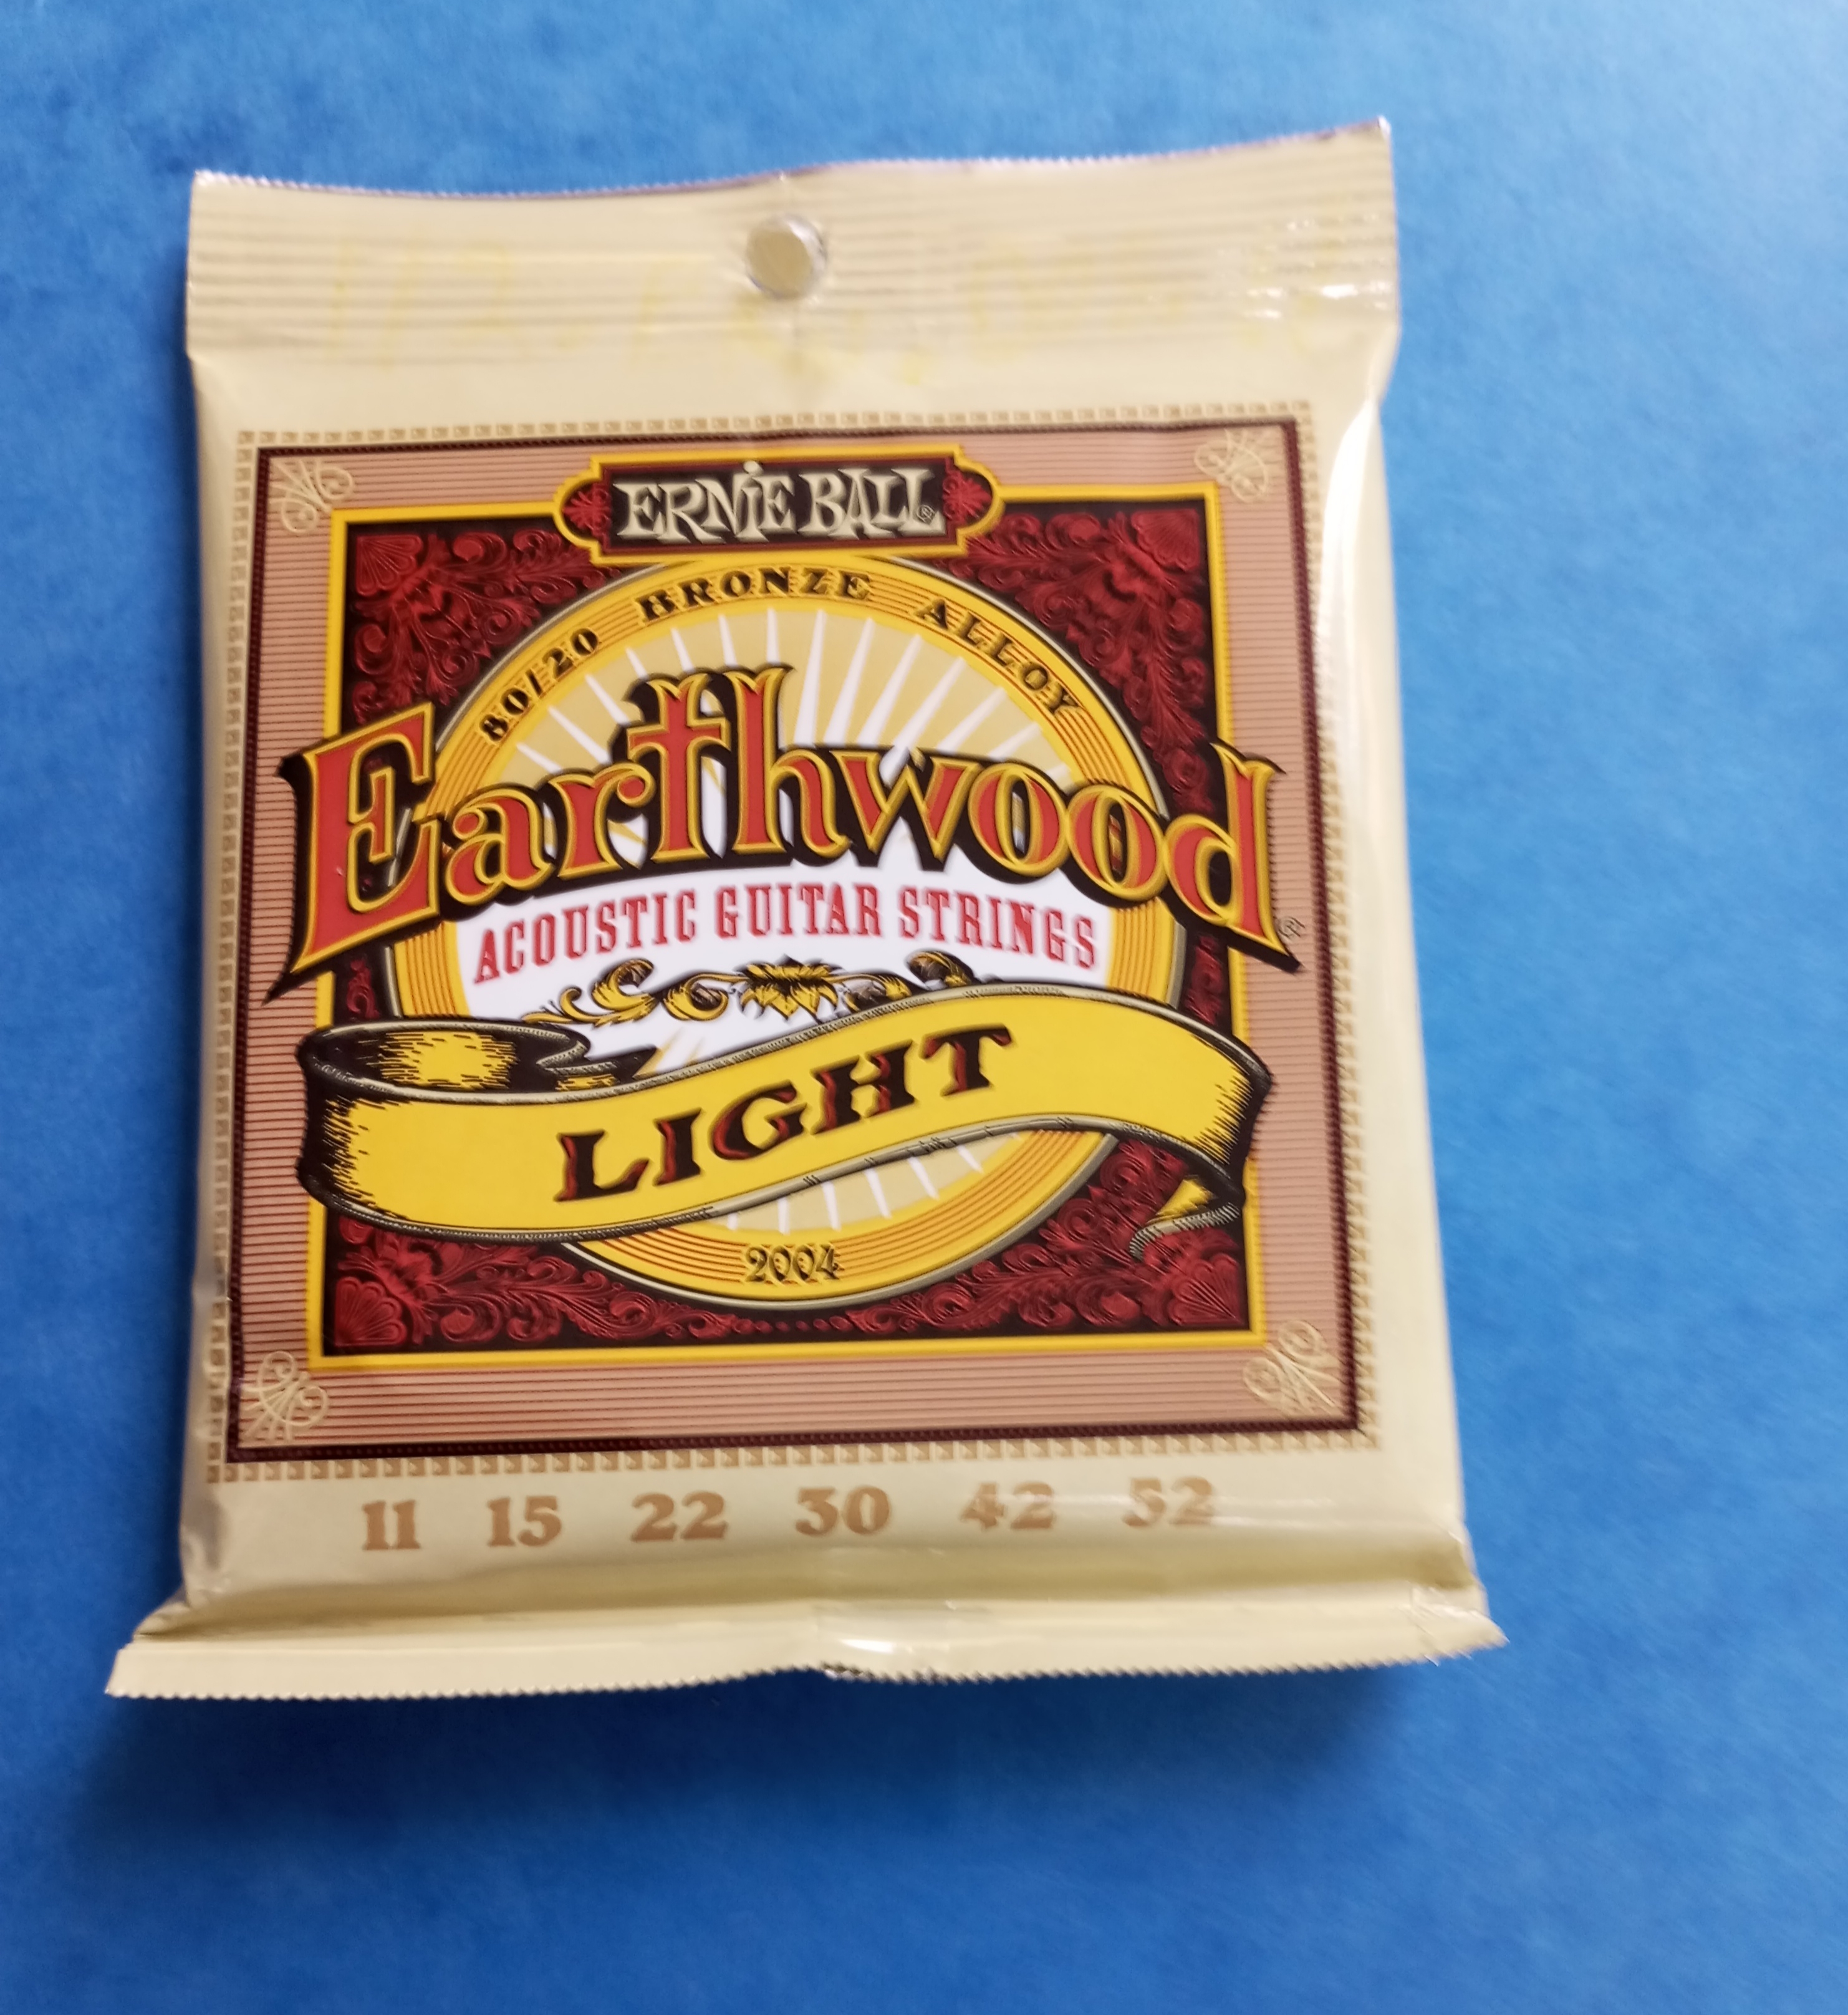 ERNIE BALL®
80/20 BRONZE ALLOY
Earthwood®
ACOUSTIC GUITAR STRINGS
LIGHT
2004
11 15 22 30 42 52